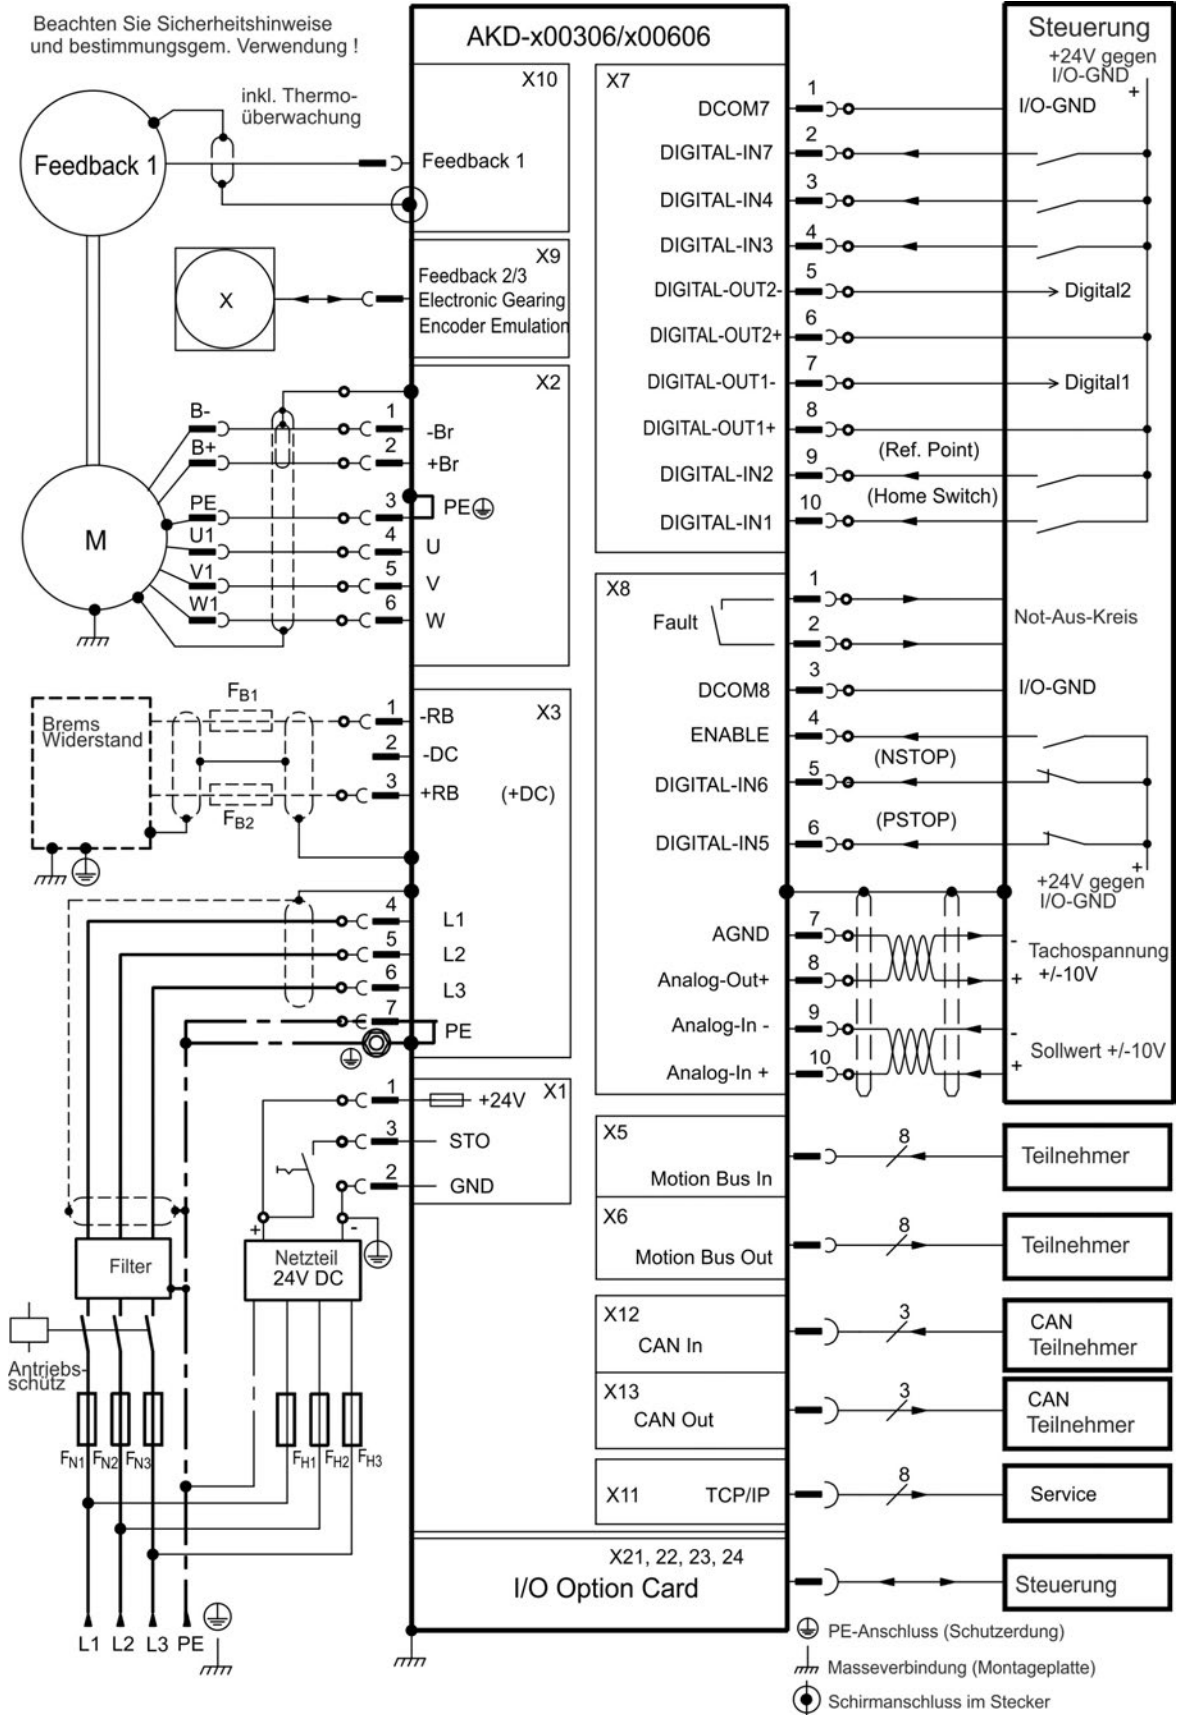 Beachten Sie Sicherheitshinweise
und bestimmungsgem. Verwendung !
AKD-x00306/x00606
Steuerung
+24V gegen
I/O-GND
+
inkl. Thermo-
überwachung
Feedback 1
X10
Feedback 1
X
X9
Feedback 2/3
Electronic Gearing
Encoder Emulation
X2
B-
1
-Br
B+
2
+Br
PE
3
PE
U1
4
U
V1
5
V
W1
6
W
M
Brems
Widerstand
FB1
FB2
X3
1
-RB
2
-DC
3
+RB
(+DC)
4
L1
5
L2
6
L3
7
PE
X1
1
+24V
3
STO
2
GND
+
-
Netzteil
24V DC
Filter
Antriebs-
schütz
FN1
FN2
FN3
FH1
FH2
FH3
L1
L2
L3
PE
X7
DCOM7
1
I/O-GND
DIGITAL-IN7
2
DIGITAL-IN4
3
DIGITAL-IN3
4
DIGITAL-OUT2-
5
Digital2
DIGITAL-OUT2+
6
DIGITAL-OUT1-
7
Digital1
DIGITAL-OUT1+
8
DIGITAL-IN2
9
(Ref. Point)
DIGITAL-IN1
10
(Home Switch)
X8
Fault
1
2
Not-Aus-Kreis
DCOM8
3
I/O-GND
ENABLE
4
DIGITAL-IN6
5
(NSTOP)
DIGITAL-IN5
6
(PSTOP)
+
+24V gegen
I/O-GND
AGND
7
-
Analog-Out+
8
+
Tachospannung
+/-10V
Analog-In -
9
-
Analog-In +
10
+
Sollwert +/-10V
X5
Motion Bus In
8
Teilnehmer
X6
Motion Bus Out
8
Teilnehmer
X12
CAN In
3
CAN
Teilnehmer
X13
CAN Out
3
CAN
Teilnehmer
X11
TCP/IP
8
Service
X21, 22, 23, 24
I/O Option Card
Steuerung
PE-Anschluss (Schutzerdung)
Masseverbindung (Montageplatte)
Schirmanschluss im Stecker